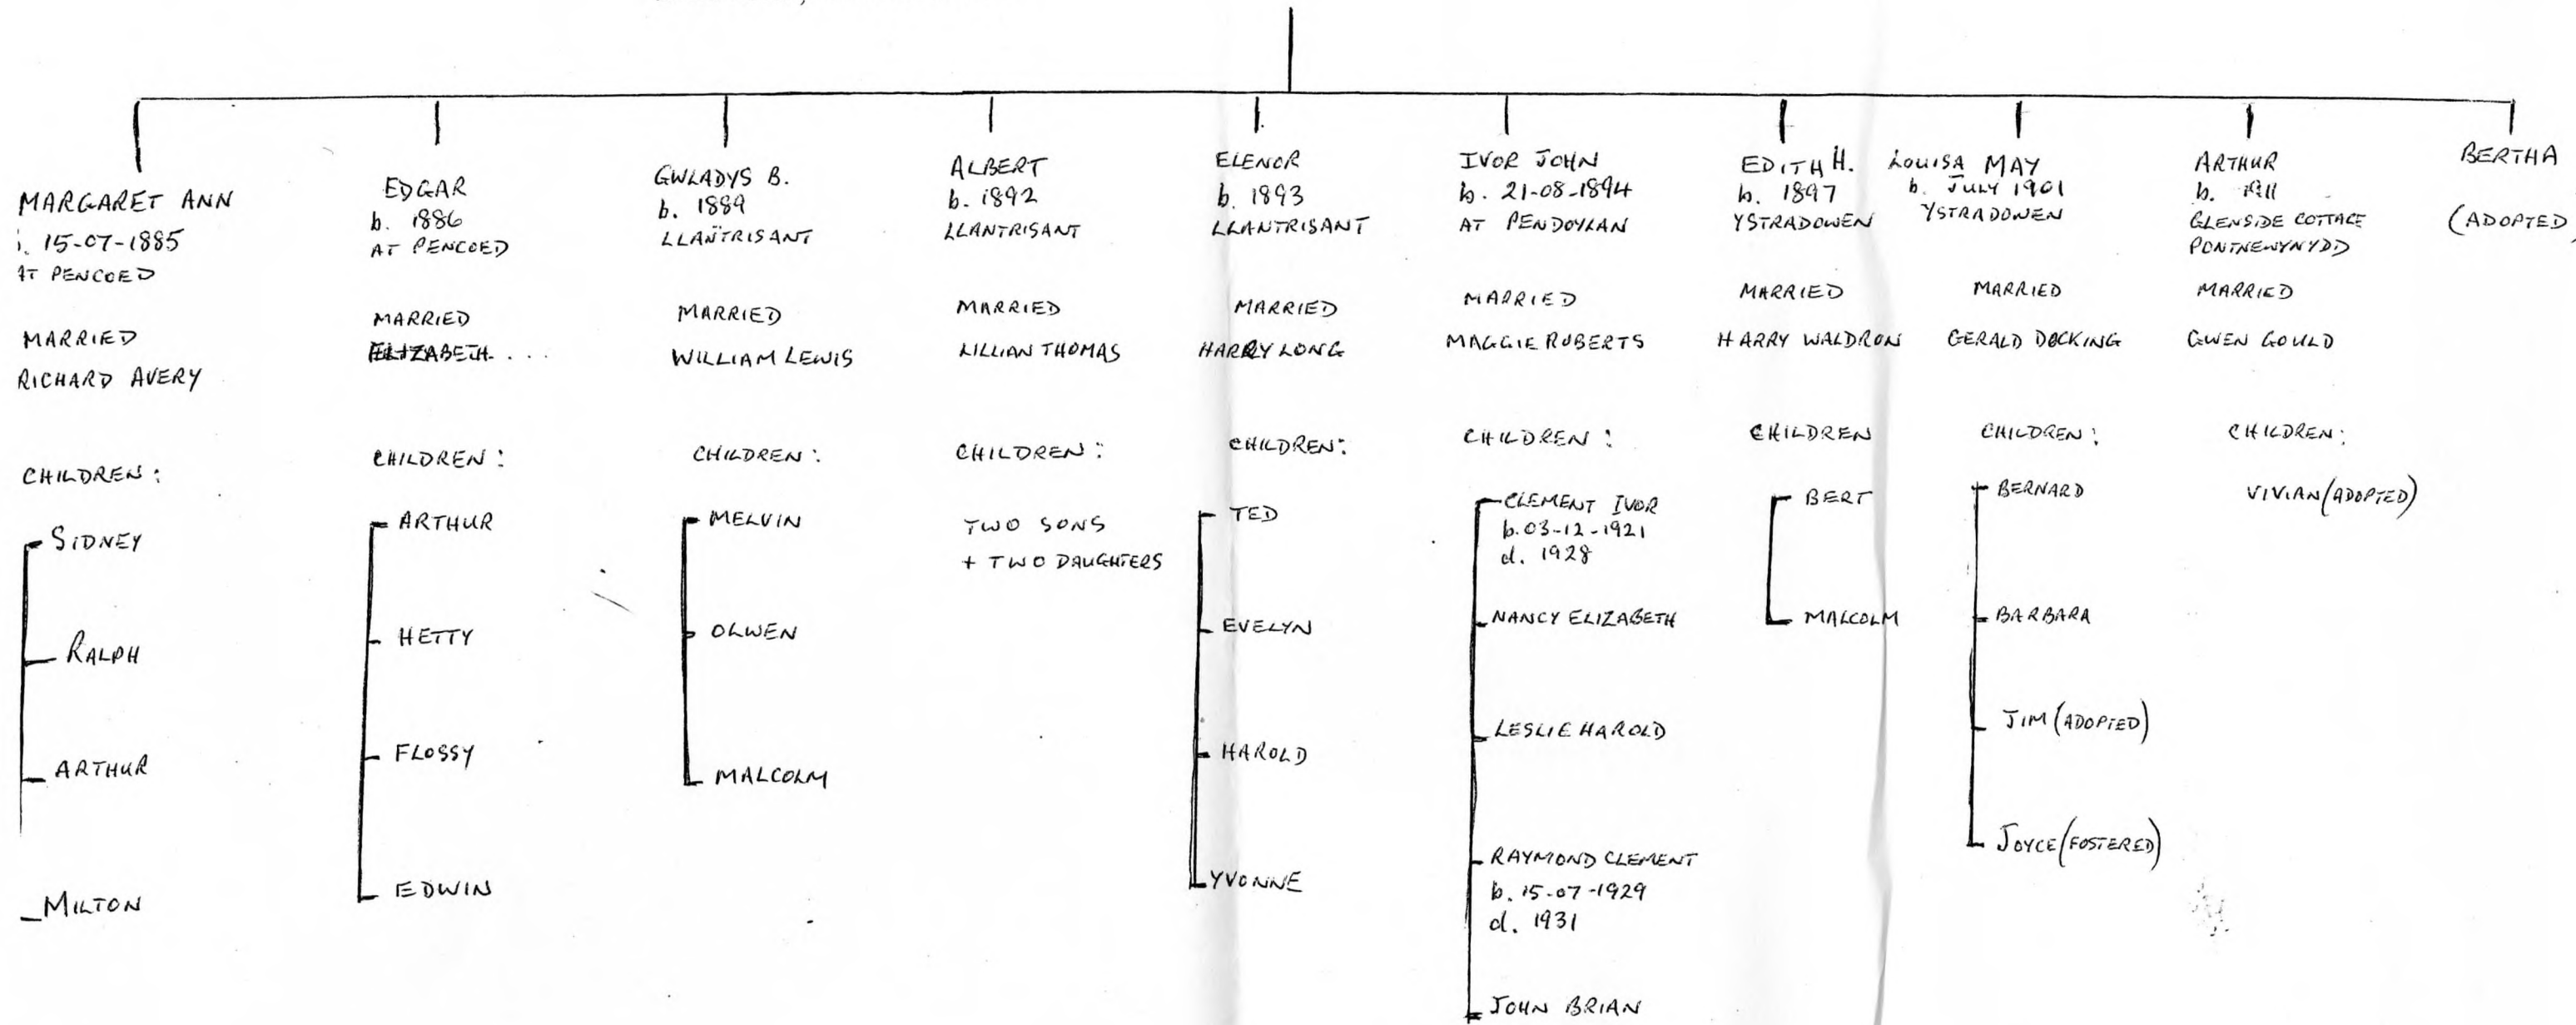 MARGARET ANN
15-07-1885
AT PENCOED
MARRIED
RICHARD AVERY
CHILDREN:
SIDNEY
RALPH
ARTHUR
MILTON
EDGAR
b. 1886
AT PENCOED
MARRIED
ELIZABETH....
CHILDREN:
ARTHUR
HETTY
FLOSSY
EDWIN
GWLADYS B.
b. 1889
LLANTRISANT
MARRIED
WILLIAM LEWIS
CHILDREN:
MELVIN
OLWEN
MALCOLM
ALBERT
b. 1892
LLANTRISANT
MARRIED
LILLIAN THOMAS
CHILDREN:
TWO SONS
+ TWO DAUGHTERS
ELENOR
b. 1893
LLANTRISANT
MARRIED
HARRY LONG
CHILDREN:
TED
EVELYN
HAROLD
YVONNE
IVOR JOHN
b. 21-08-1894
AT PENDOYLAN
MARRIED
MAGGIE ROBERTS
CHILDREN:
CLEMENT IVOR
b. 03-12-1921
d. 1928
NANCY ELIZABETH
LESLIE HAROLD
RAYMOND CLEMENT
b. 15-07-1929
d. 1931
JOHN BRIAN
EDITH H.
b. 1897
YSTRADOWEN
MARRIED
HARRY WALDRON
CHILDREN
BERT
MALCOLM
LOUISA MAY
b. JULY 1901
YSTRADOWEN
MARRIED
GERALD DOCKING
CHILDREN:
BERNARD
BARBARA
JIM (ADOPTED)
JOYCE (FOSTERED)
ARTHUR
b. 1911
GLENSIDE COTTAGE
PONTNEWYNYDD
MARRIED
GWEN GOULD
CHILDREN:
VIVIAN (ADOPTED)
BERTHA
(ADOPTED)